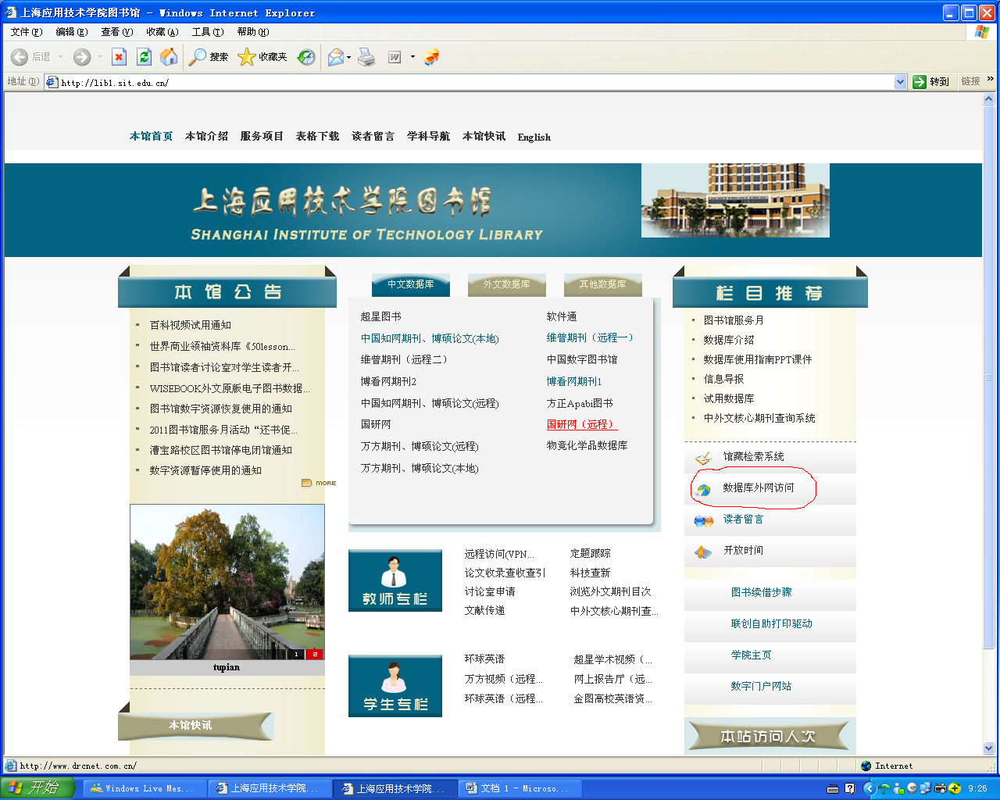 上海应用技术学院图书馆 - Windows Internet Explorer
文件(F) 编辑(E) 查看(V) 收藏(A) 工具(T) 帮助(H)
后退 搜索 收藏夹
地址(D) http://lib1.sit.edu.cn/ 转到 链接 »
本馆首页 本馆介绍 服务项目 表格下载 读者留言 学科导航 本馆快讯 English
上海应用技术学院图书馆
SHANGHAI INSTITUTE OF TECHNOLOGY LIBRARY
本馆公告
百科视频试用通知
世界商业领袖资料库《50lesson...
图书馆读者讨论室对学生读者开...
WISEBOOK外文原版电子图书数据...
图书馆数字资源恢复使用的通知
2011图书馆服务月活动“还书促...
漕宝路校区图书馆停电闭馆通知
数字资源暂停使用的通知
MORE
1 2
tupian
本馆快讯
中文数据库 外文数据库 其他数据库
超星图书 软件通
中国知网期刊、博硕论文(本地) 维普期刊（远程一）
维普期刊（远程二） 中国数字图书馆
博看网期刊2 博看网期刊1
中国知网期刊、博硕论文(远程) 方正Apabi图书
国研网 国研网（远程）
万方期刊、博硕论文(远程) 物竞化学品数据库
万方期刊、博硕论文(本地)
教师专栏
远程访问(VPN... 定题跟踪
论文收录查收查引 科技查新
讨论室申请 浏览外文期刊目次
文献传递 中外文核心期刊查...
学生专栏
环球英语 超星学术视频（...
万方视频（远程... 网上报告厅（远...
环球英语（远程... 金图高校英语资...
栏目推荐
图书馆服务月
数据库介绍
数据库使用指南PPT课件
信息导报
试用数据库
中外文核心期刊查询系统
馆藏检索系统
数据库外网访问
读者留言
开放时间
图书续借步骤
联创自助打印驱动
学院主页
数字门户网站
本站访问人次
http://www.drcnet.com.cn/ Internet
开始 Windows Live Mes... 上海应用技术学院... 上海应用技术学院... 文档 1 - Microso... 9:26